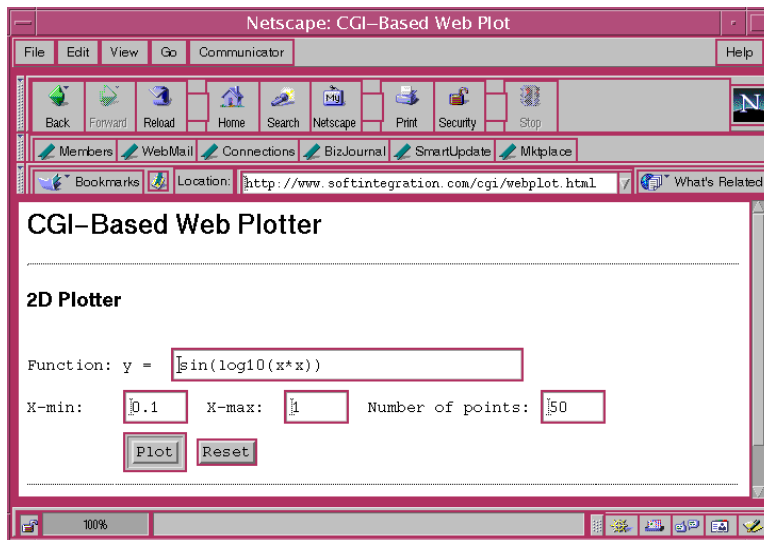 Netscape: CGI-Based Web Plot
File Edit View Go Communicator Help
Back Forward Reload Home Search My Netscape Print Security Stop N
Members WebMail Connections BizJournal SmartUpdate Mktplace
Bookmarks Location: http://www.softintegration.com/cgi/webplot.html What's Related
CGI-Based Web Plotter
2D Plotter
Function: y = sin(log10(x*x))
X-min: 0.1 X-max: 1 Number of points: 50
Plot Reset
100%